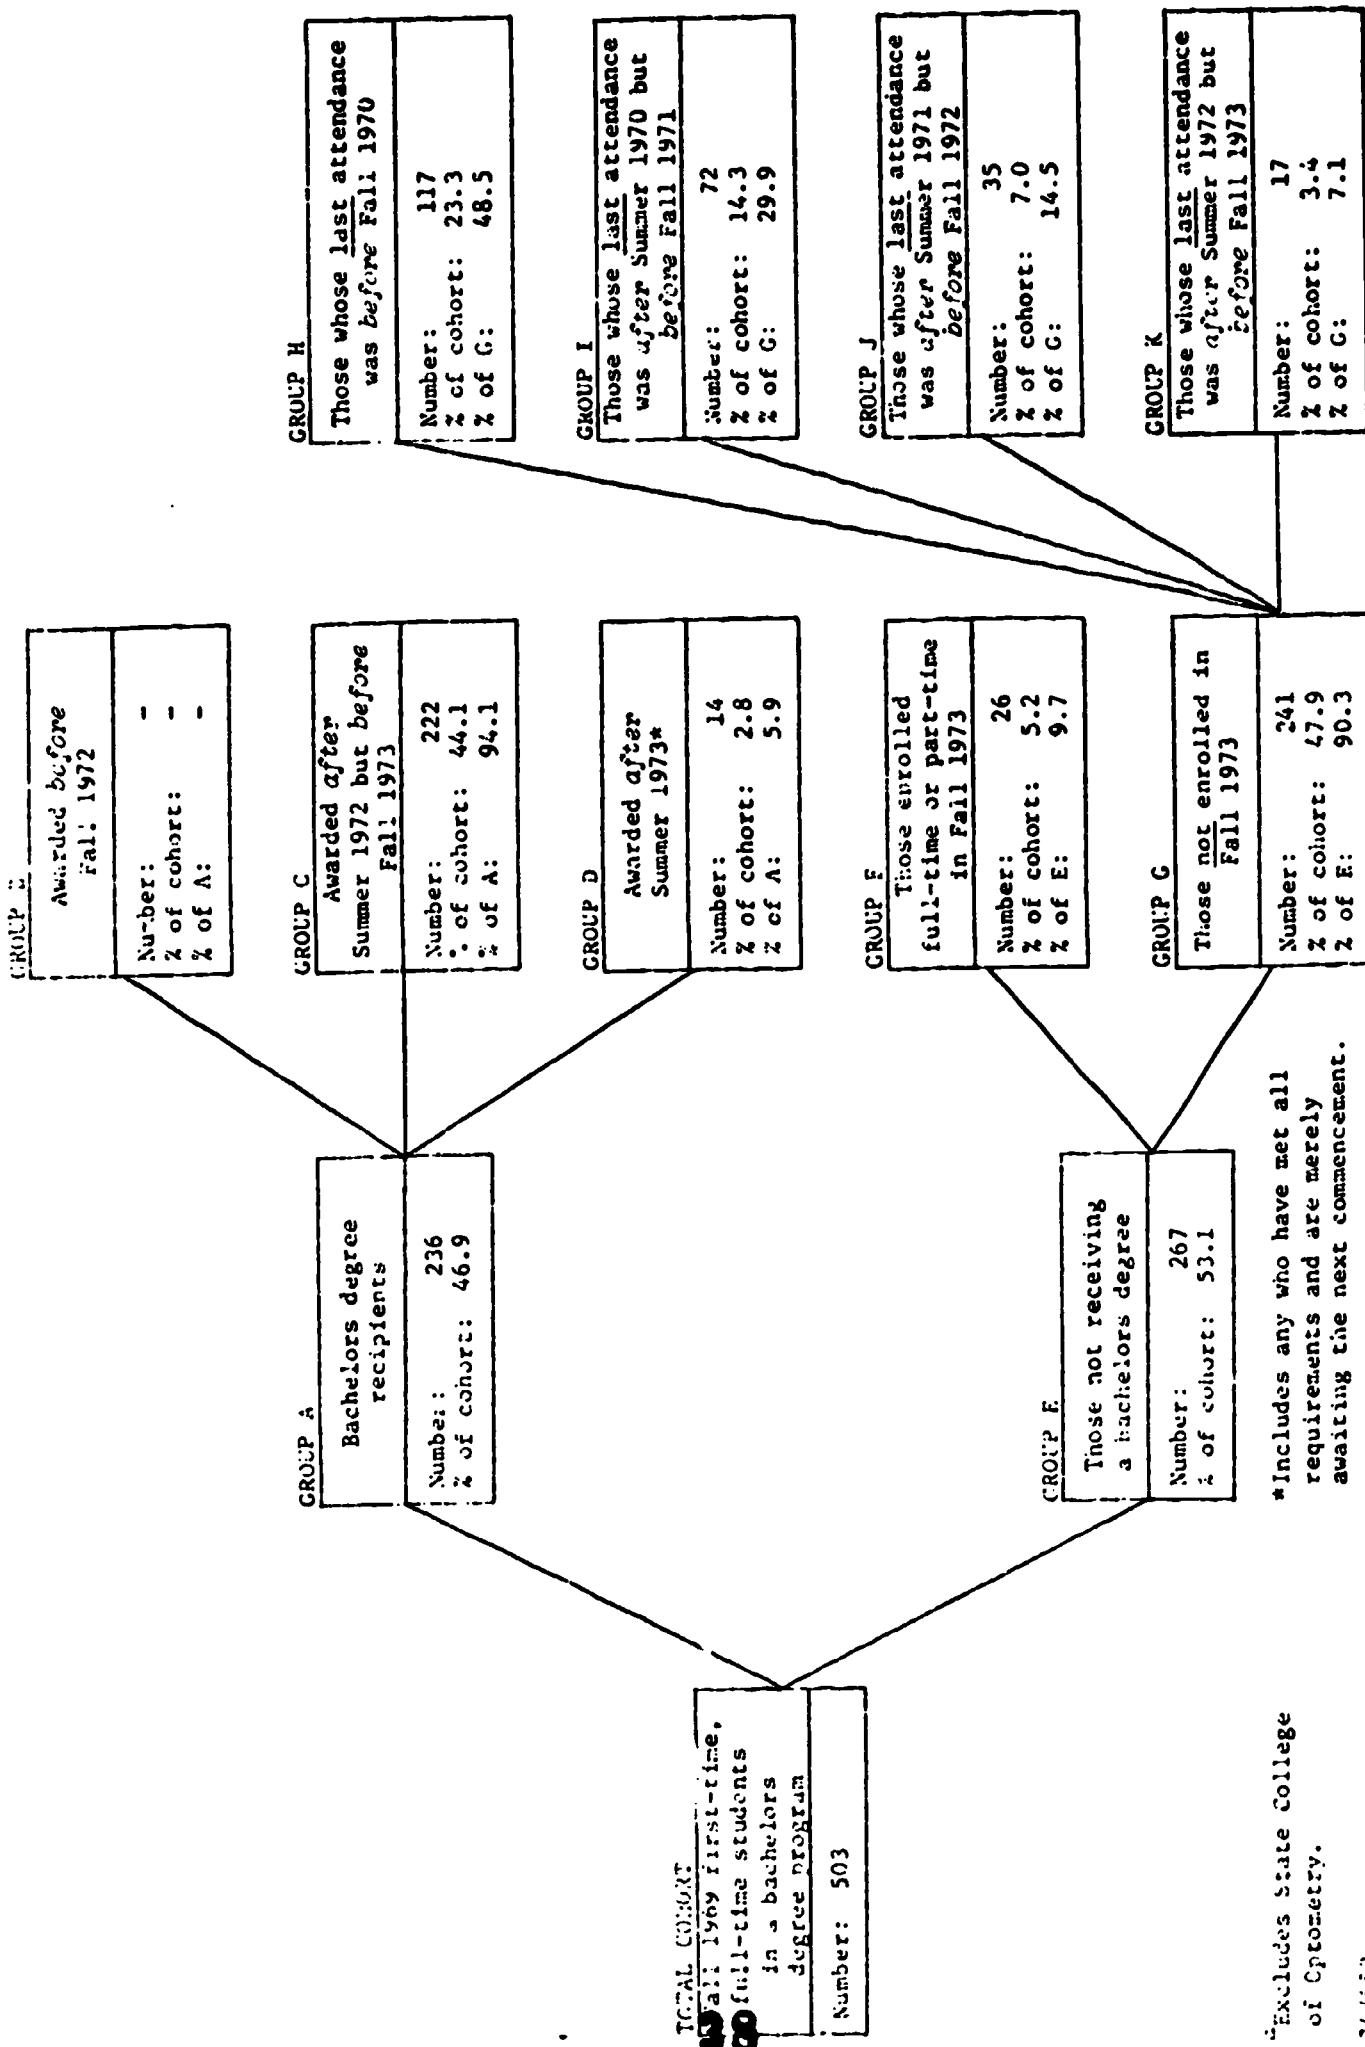 TOTAL COHORT
Fall 1969 first-time,
full-time students
in a bachelors
degree program
Number: 503
GROUP A
Bachelors degree
recipients
Number: 236
% of cohort: 46.9
GROUP E
Those not receiving
a bachelors degree
Number: 267
% of cohort: 53.1
GROUP B
Awarded before
Fall 1972
Number: -
% of cohort: -
% of A: -
GROUP C
Awarded after
Summer 1972 but before
Fall 1973
Number: 222
% of cohort: 44.1
% of A: 94.1
GROUP D
Awarded after
Summer 1973*
Number: 14
% of cohort: 2.8
% of A: 5.9
GROUP F
Those enrolled
full-time or part-time
in Fall 1973
Number: 26
% of cohort: 5.2
% of E: 9.7
GROUP G
Those not enrolled in
Fall 1973
Number: 241
% of cohort: 47.9
% of E: 90.3
GROUP H
Those whose last attendance
was before Fall 1970
Number: 117
% of cohort: 23.3
% of G: 48.5
GROUP I
Those whose last attendance
was after Summer 1970 but
before Fall 1971
Number: 72
% of cohort: 14.3
% of G: 29.9
GROUP J
Those whose last attendance
was after Summer 1971 but
before Fall 1972
Number: 35
% of cohort: 7.0
% of G: 14.5
GROUP K
Those whose last attendance
was after Summer 1972 but
before Fall 1973
Number: 17
% of cohort: 3.4
% of G: 7.1
*Includes any who have met all
requirements and are merely
awaiting the next commencement.
Excludes State College
of Optometry.